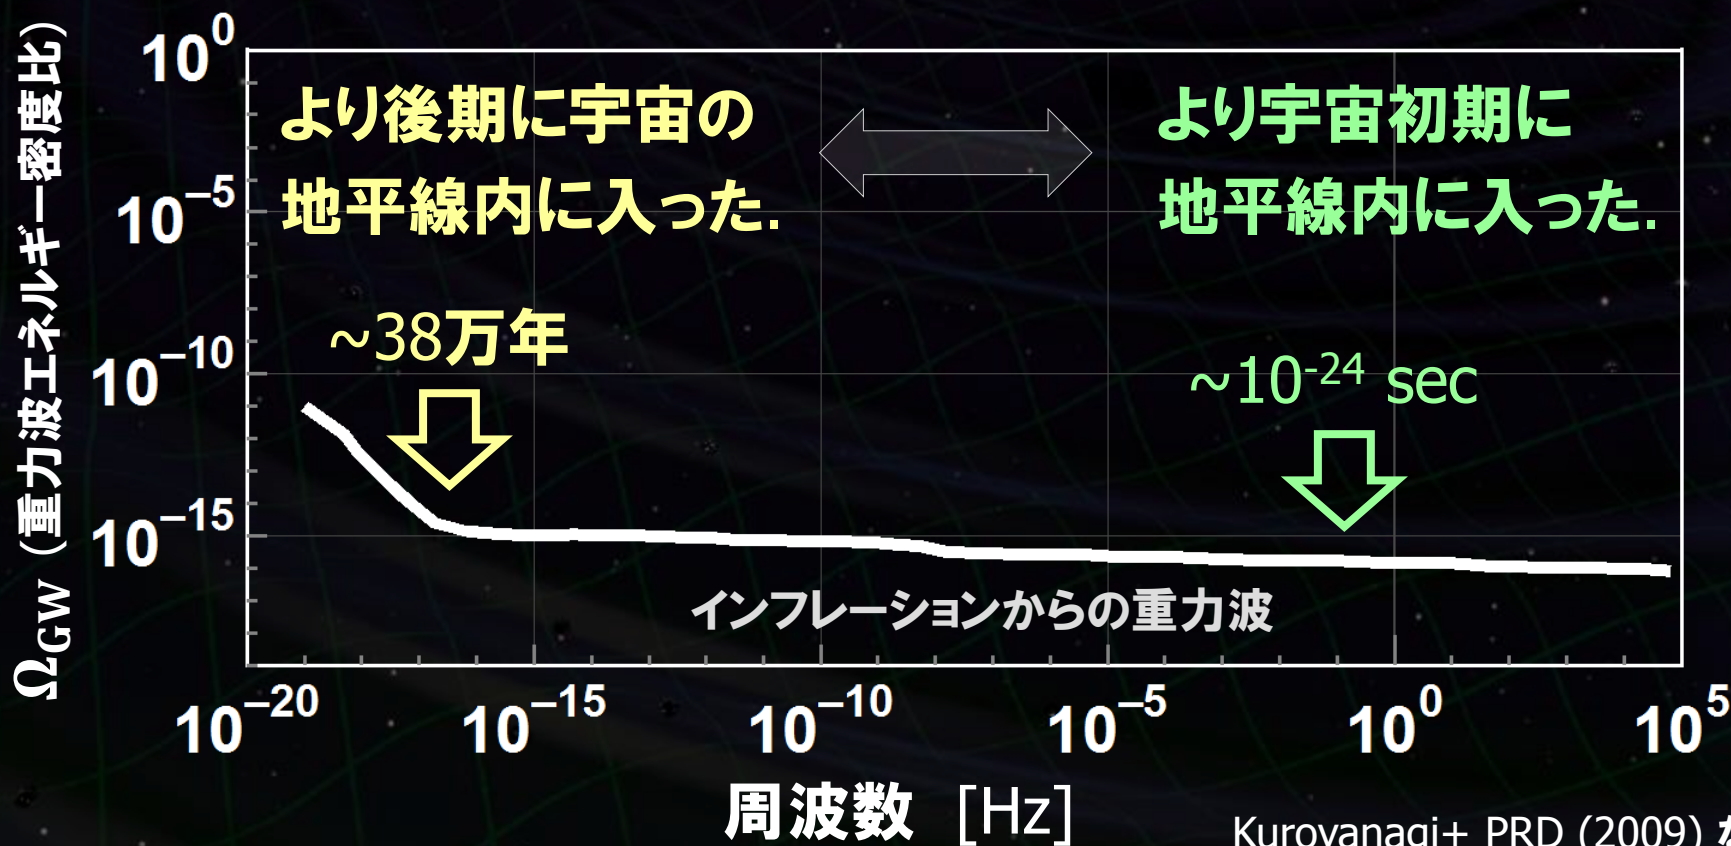 Ω_GW (重力波エネルギー密度比)
10^0
10^−5
10^−10
10^−15
より後期に宇宙の
地平線内に入った.
より宇宙初期に
地平線内に入った.
~38万年
~10^-24 sec
インフレーションからの重力波
10^−20
10^−15
10^−10
10^−5
10^0
10^5
周波数 [Hz]
Kuroyanagi+ PRD (2009)